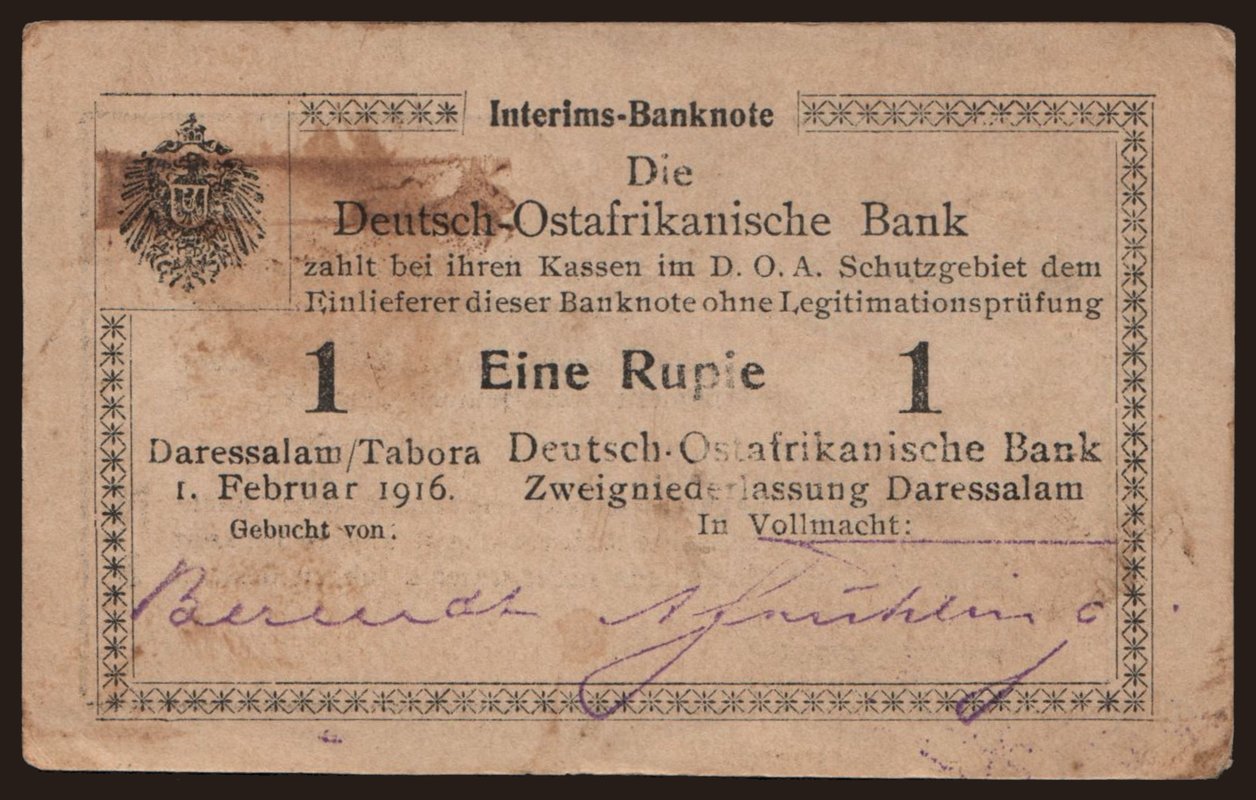 Interims-Banknote
Die
Deutsch-Ostafrikanische Bank
zahlt bei ihren Kassen im D. O. A. Schutzgebiet dem
Einlieferer dieser Banknote ohne Legitimationsprüfung
1 Eine Rupie 1
Daressalam/Tabora
1. Februar 1916.
Gebucht von:
Berendt
Deutsch-Ostafrikanische Bank
Zweigniederlassung Daressalam
In Vollmacht: